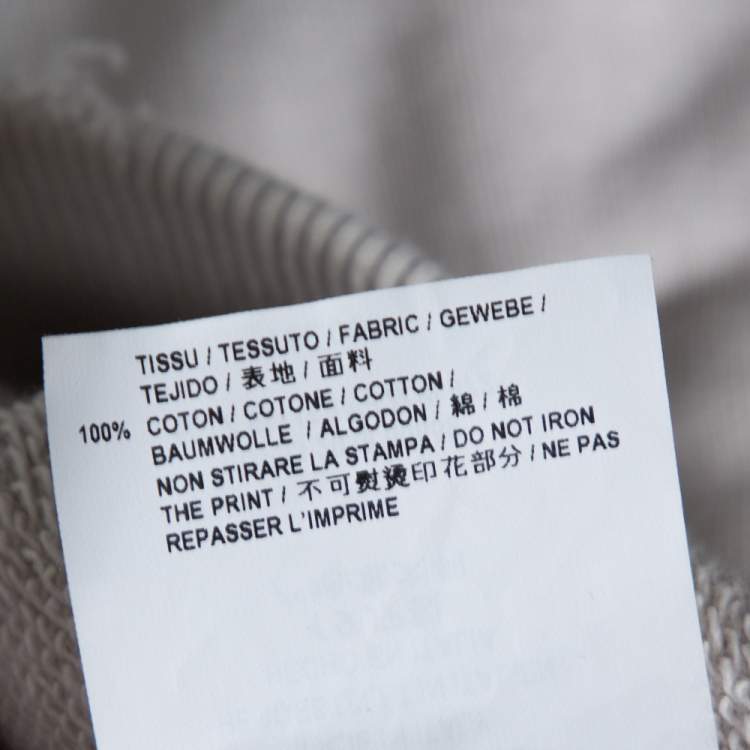 TISSU / TESSUTO / FABRIC / GEWEBE /
TEJIDO / 表地 / 面料
100% COTON / COTONE / COTTON /
BAUMWOLLE / ALGODON / 綿 / 棉
NON STIRARE LA STAMPA / DO NOT IRON
THE PRINT / 不可熨烫印花部分 / NE PAS
REPASSER L'IMPRIME